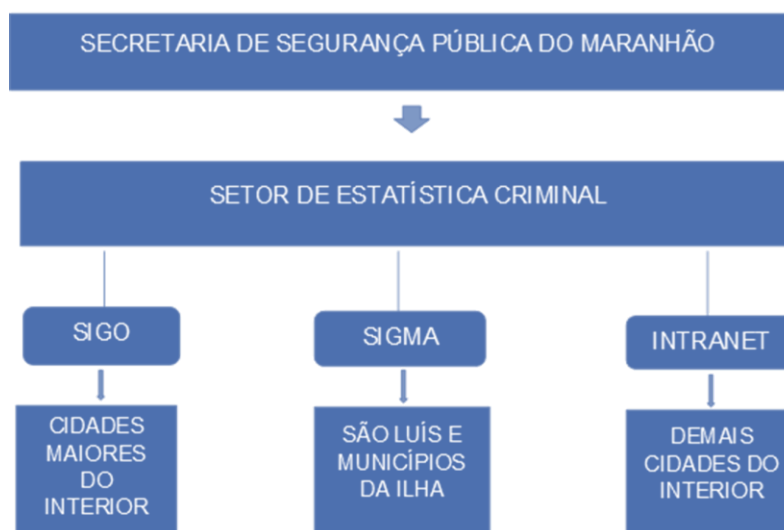 SECRETARIA DE SEGURANÇA PÚBLICA DO MARANHÃO
SETOR DE ESTATÍSTICA CRIMINAL
SIGO
SIGMA
INTRANET
CIDADES
MAIORES
DO
INTERIOR
SÃO LUÍS E
MUNICÍPIOS
DA ILHA
DEMAIS
CIDADES DO
INTERIOR